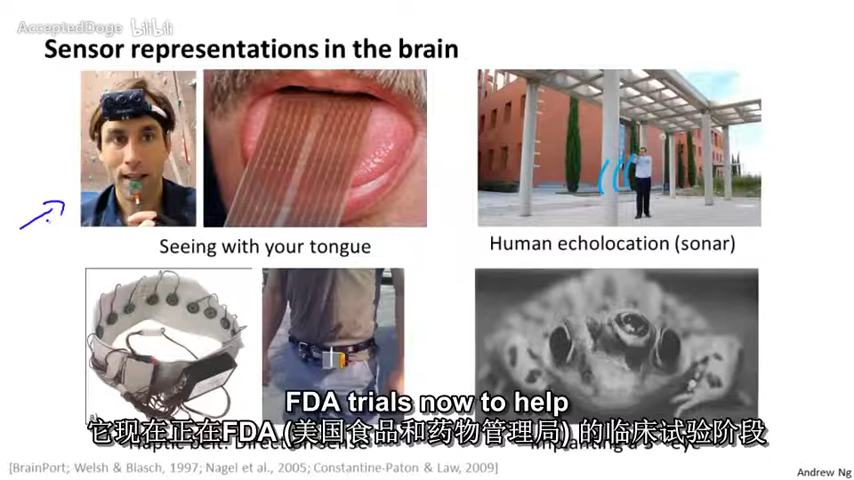 AcceptedDoge bilibili
Sensor representations in the brain
Seeing with your tongue
Human echolocation (sonar)
FDA trials now to help
它现在正在FDA (美国食品和药物管理局) 的临床试验阶段
[BrainPort; Welsh & Blasch, 1997; Nagel et al., 2005; Constantine-Paton & Law, 2009]
Andrew Ng